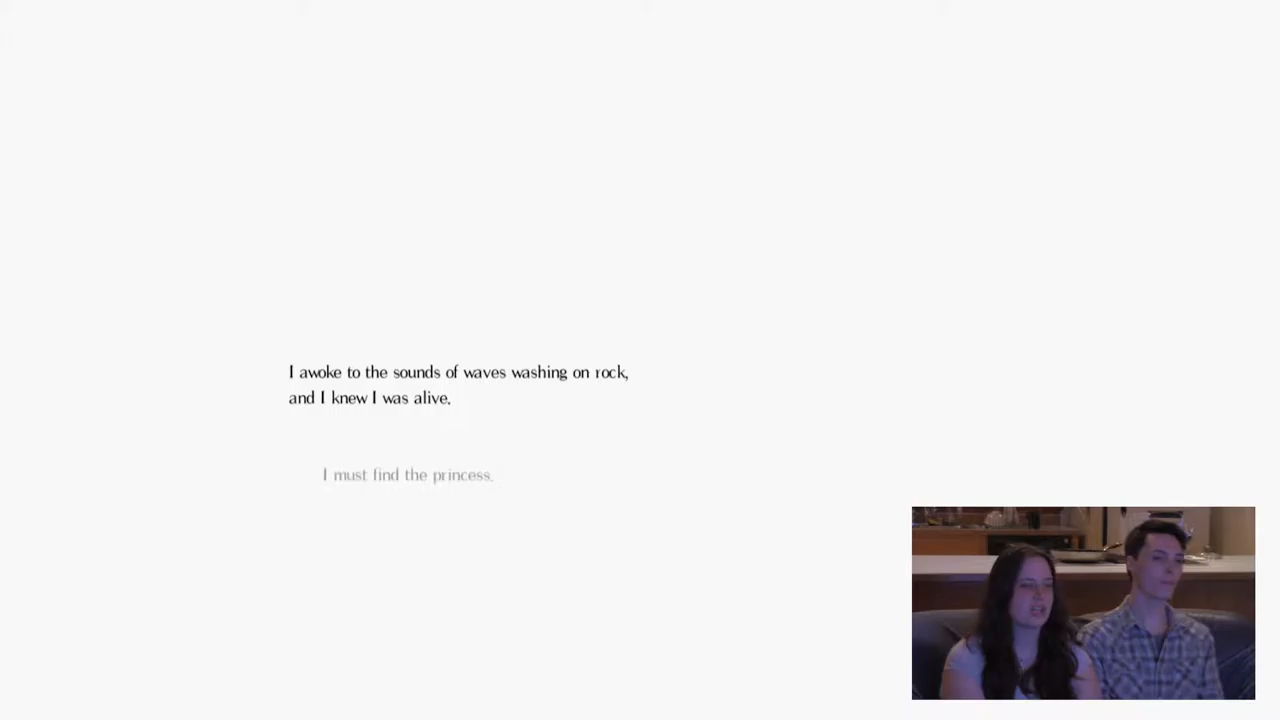 I awoke to the sounds of waves washing on rock,
and I knew I was alive.
I must find the princess.